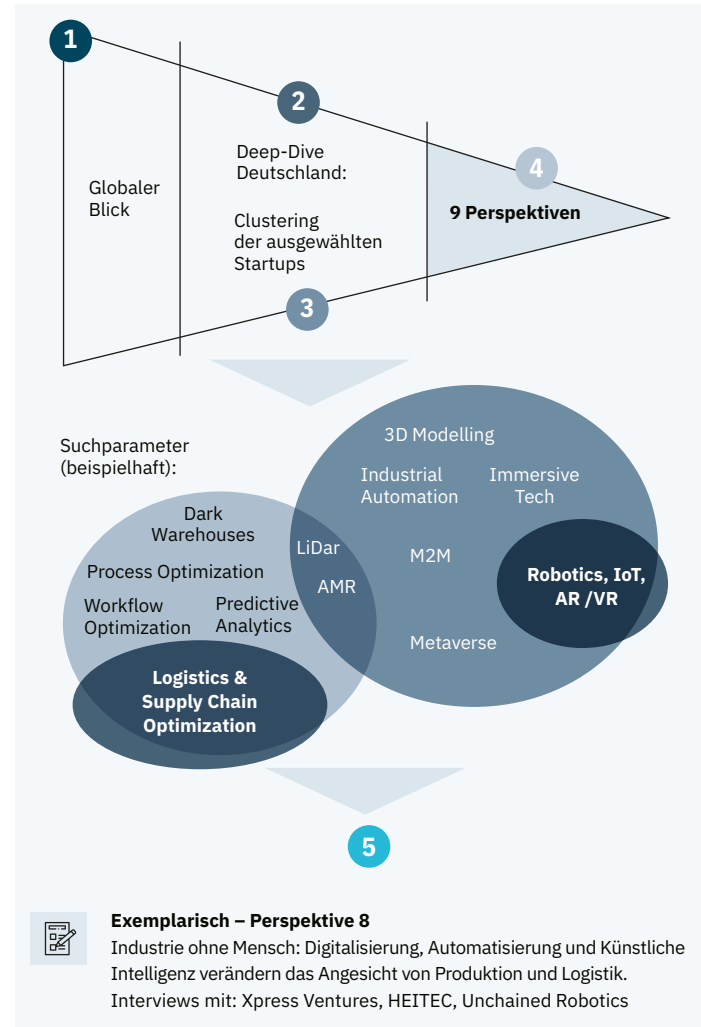 1
2
Deep-Dive
Deutschland:
4
Globaler
Blick
9 Perspektiven
Clustering
der ausgewählten
Startups
3
Suchparameter
(beispielhaft):
3D Modelling
Industrial
Automation
Immersive
Tech
Dark
Warehouses
LiDar
M2M
Process Optimization
AMR
Robotics, IoT,
AR /VR
Workflow
Optimization
Predictive
Analytics
Metaverse
Logistics &
Supply Chain
Optimization
5
Exemplarisch – Perspektive 8
Industrie ohne Mensch: Digitalisierung, Automatisierung und Künstliche
Intelligenz verändern das Angesicht von Produktion und Logistik.
Interviews mit: Xpress Ventures, HEITEC, Unchained Robotics